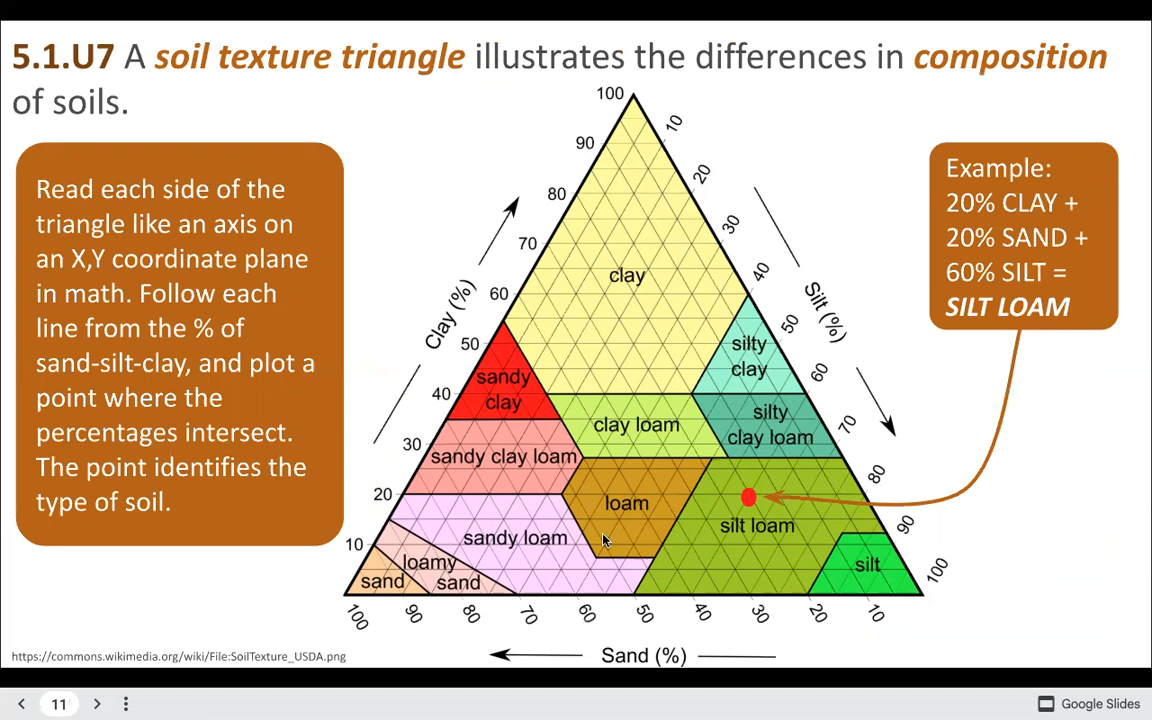 5.1.U7 A soil texture triangle illustrates the differences in composition
of soils.
Read each side of the
triangle like an axis on
an X,Y coordinate plane
in math. Follow each
line from the % of
sand-silt-clay, and plot a
point where the
percentages intersect.
The point identifies the
type of soil.
100
90
80
70
60
50
40
30
20
10
Clay (%)
10
20
30
40
50
60
70
80
90
100
Silt (%)
clay
silty
clay
sandy
clay
clay loam
silty
clay loam
sandy clay loam
loam
silt loam
sandy loam
silt
loamy
sand
sand
100
90
80
70
60
50
40
30
20
10
Sand (%)
Example:
20% CLAY +
20% SAND +
60% SILT =
SILT LOAM
https://commons.wikimedia.org/wiki/File:SoilTexture_USDA.png
11
Google Slides